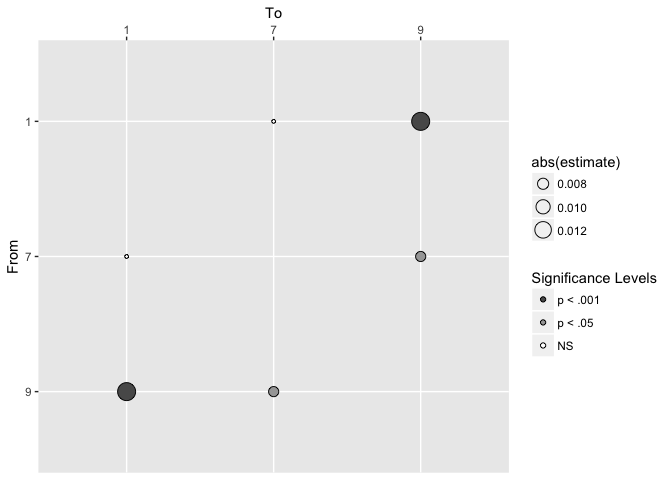 To
1 7 9
From
1
7
9
abs(estimate)
0.008
0.010
0.012
Significance Levels
p < .001
p < .05
NS